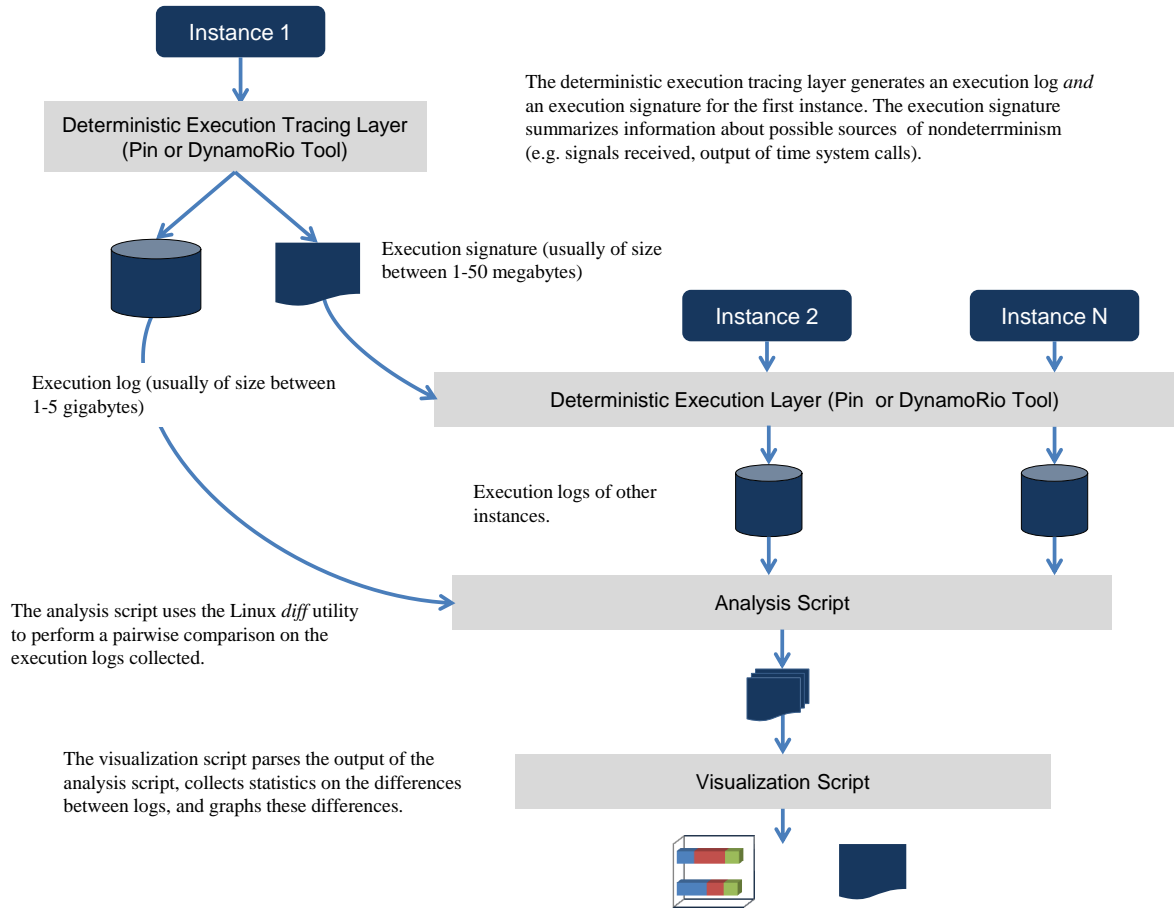 Instance 1
The deterministic execution tracing layer generates an execution log and
an execution signature for the first instance. The execution signature
summarizes information about possible sources of nondeterrminism
(e.g. signals received, output of time system calls).
Deterministic Execution Tracing Layer
(Pin or DynamoRio Tool)
Execution signature (usually of size
between 1-50 megabytes)
Instance 2
Instance N
Execution log (usually of size between
1-5 gigabytes)
Deterministic Execution Layer (Pin or DynamoRio Tool)
Execution logs of other
instances.
Analysis Script
The analysis script uses the Linux diff utility
to perform a pairwise comparison on the
execution logs collected.
The visualization script parses the output of the
analysis script, collects statistics on the differences
between logs, and graphs these differences.
Visualization Script